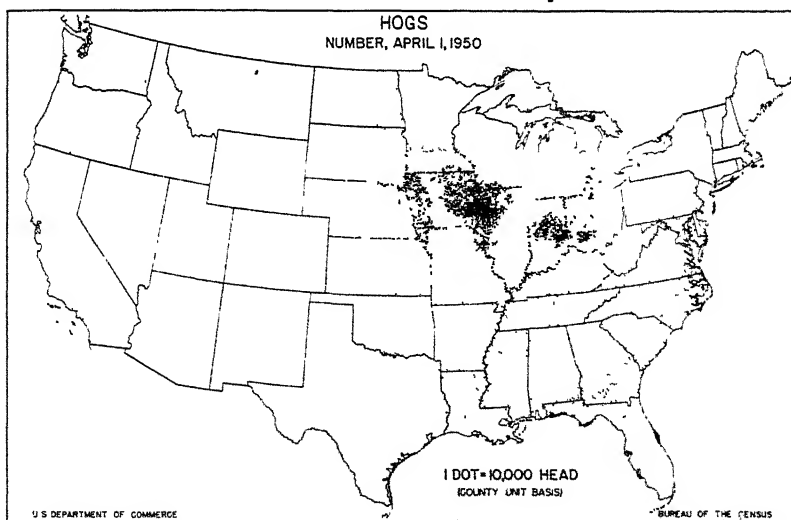 HOGS
NUMBER, APRIL 1, 1950
1 DOT=10,000 HEAD
(COUNTY UNIT BASIS)
U S DEPARTMENT OF COMMERCE
BUREAU OF THE CENSUS